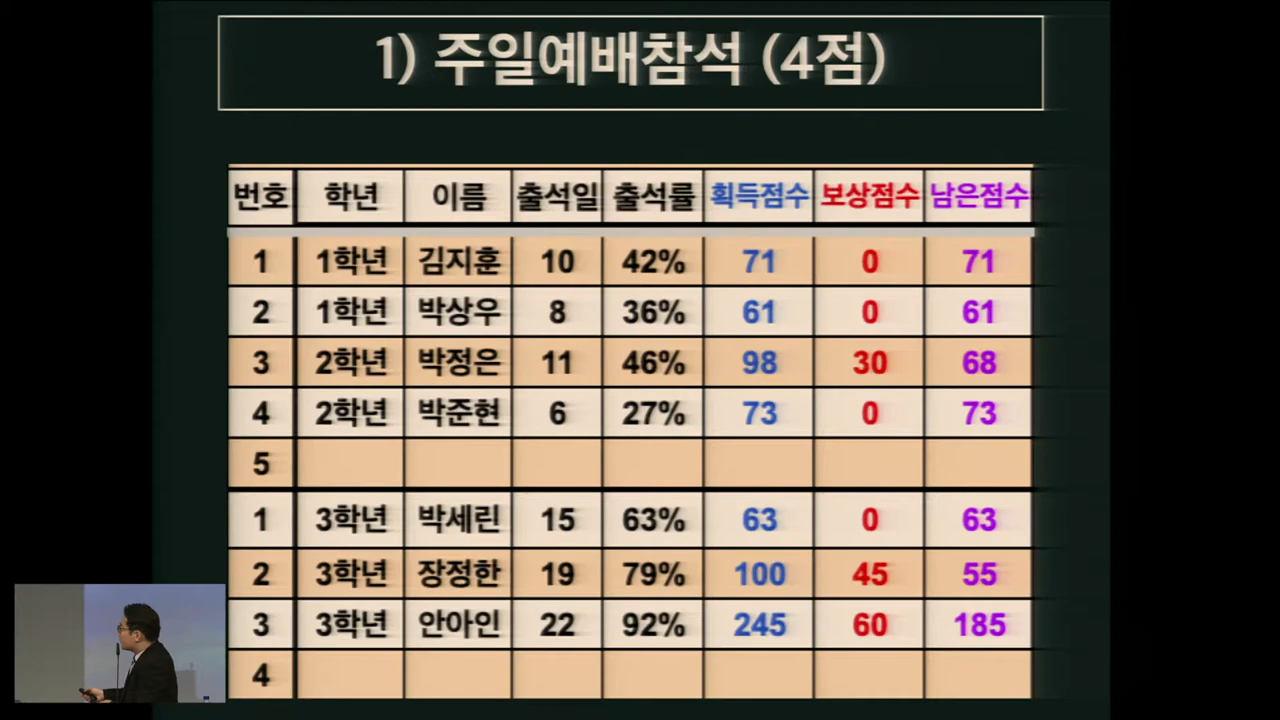 1) 주일예배참석 (4점)
번호 학년 이름 출석일 출석률 획득점수 보상점수 남은점수
1 1학년 김지훈 10 42% 71 0 71
2 1학년 박상우 8 36% 61 0 61
3 2학년 박정은 11 46% 98 30 68
4 2학년 박준현 6 27% 73 0 73
5
1 3학년 박세린 15 63% 63 0 63
2 3학년 장정한 19 79% 100 45 55
3 3학년 안아인 22 92% 245 60 185
4